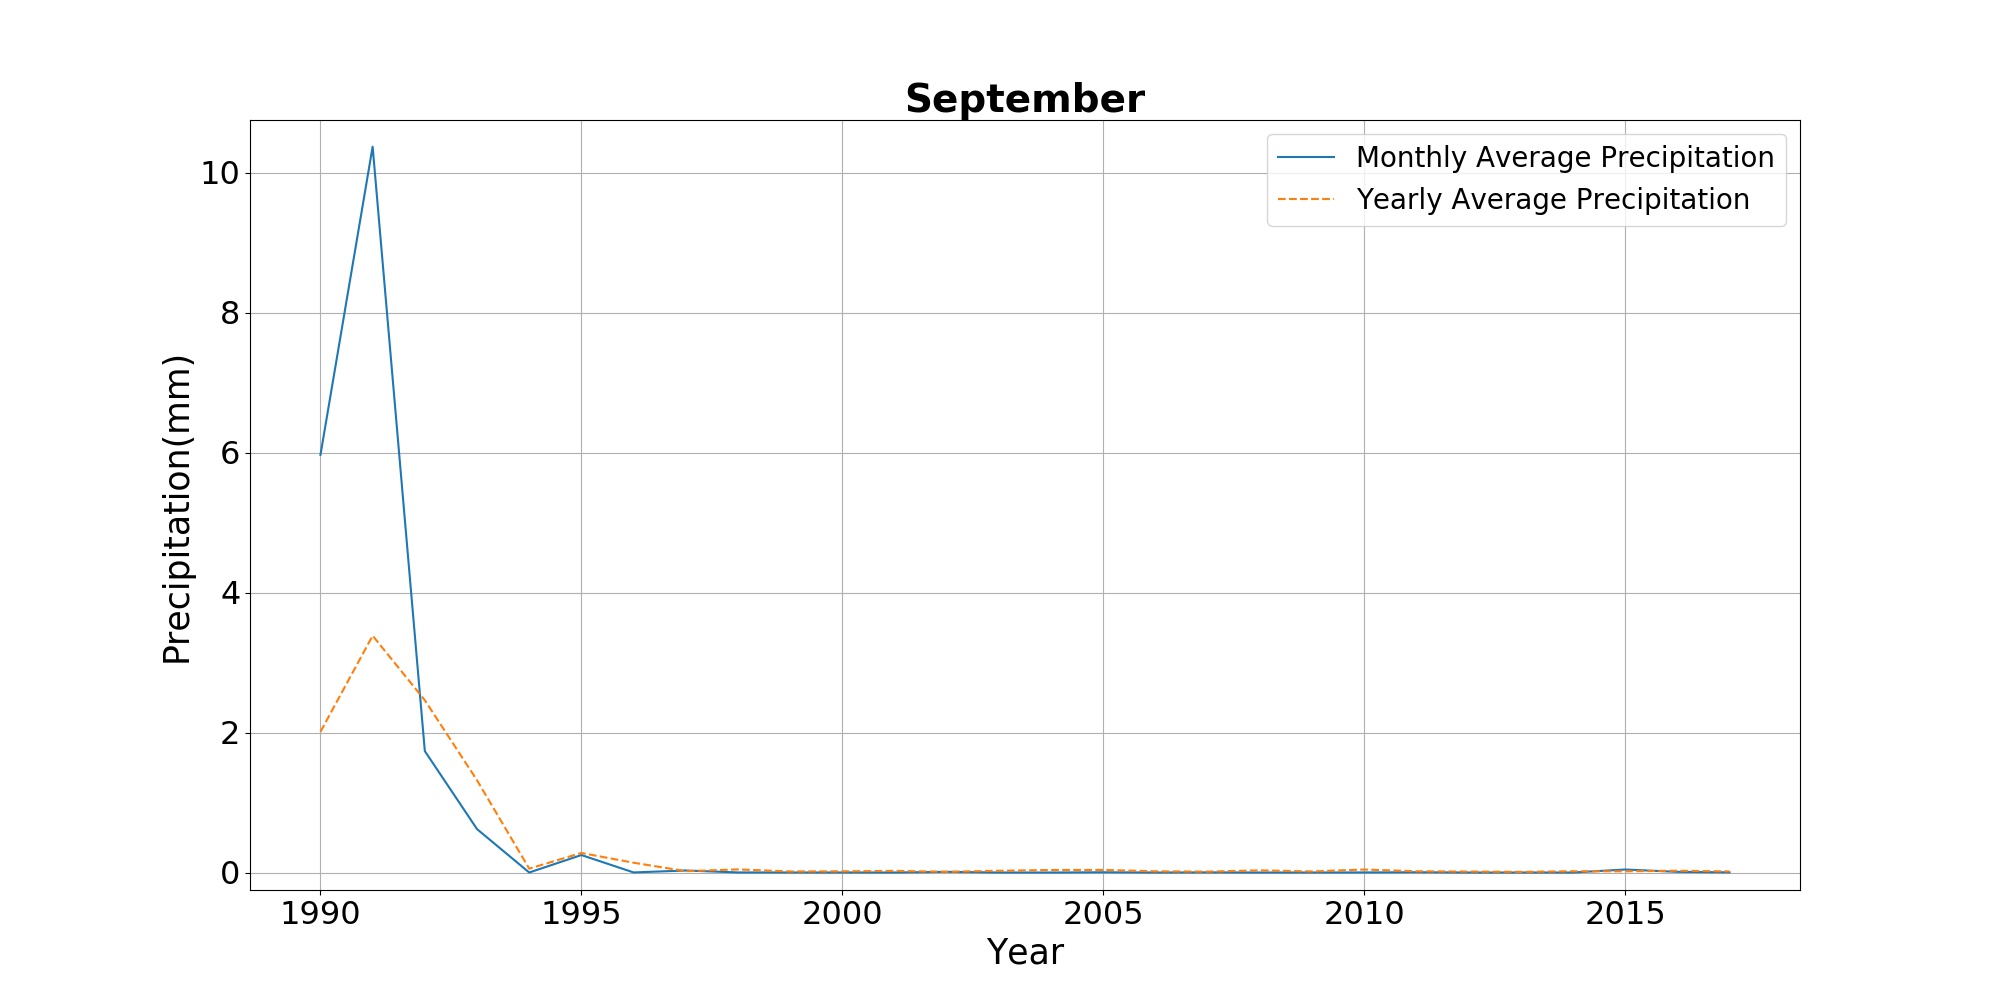 September
Monthly Average Precipitation
Yearly Average Precipitation
Precipitation(mm)
10
8
6
4
2
0
1990 1995 2000 2005 2010 2015
Year